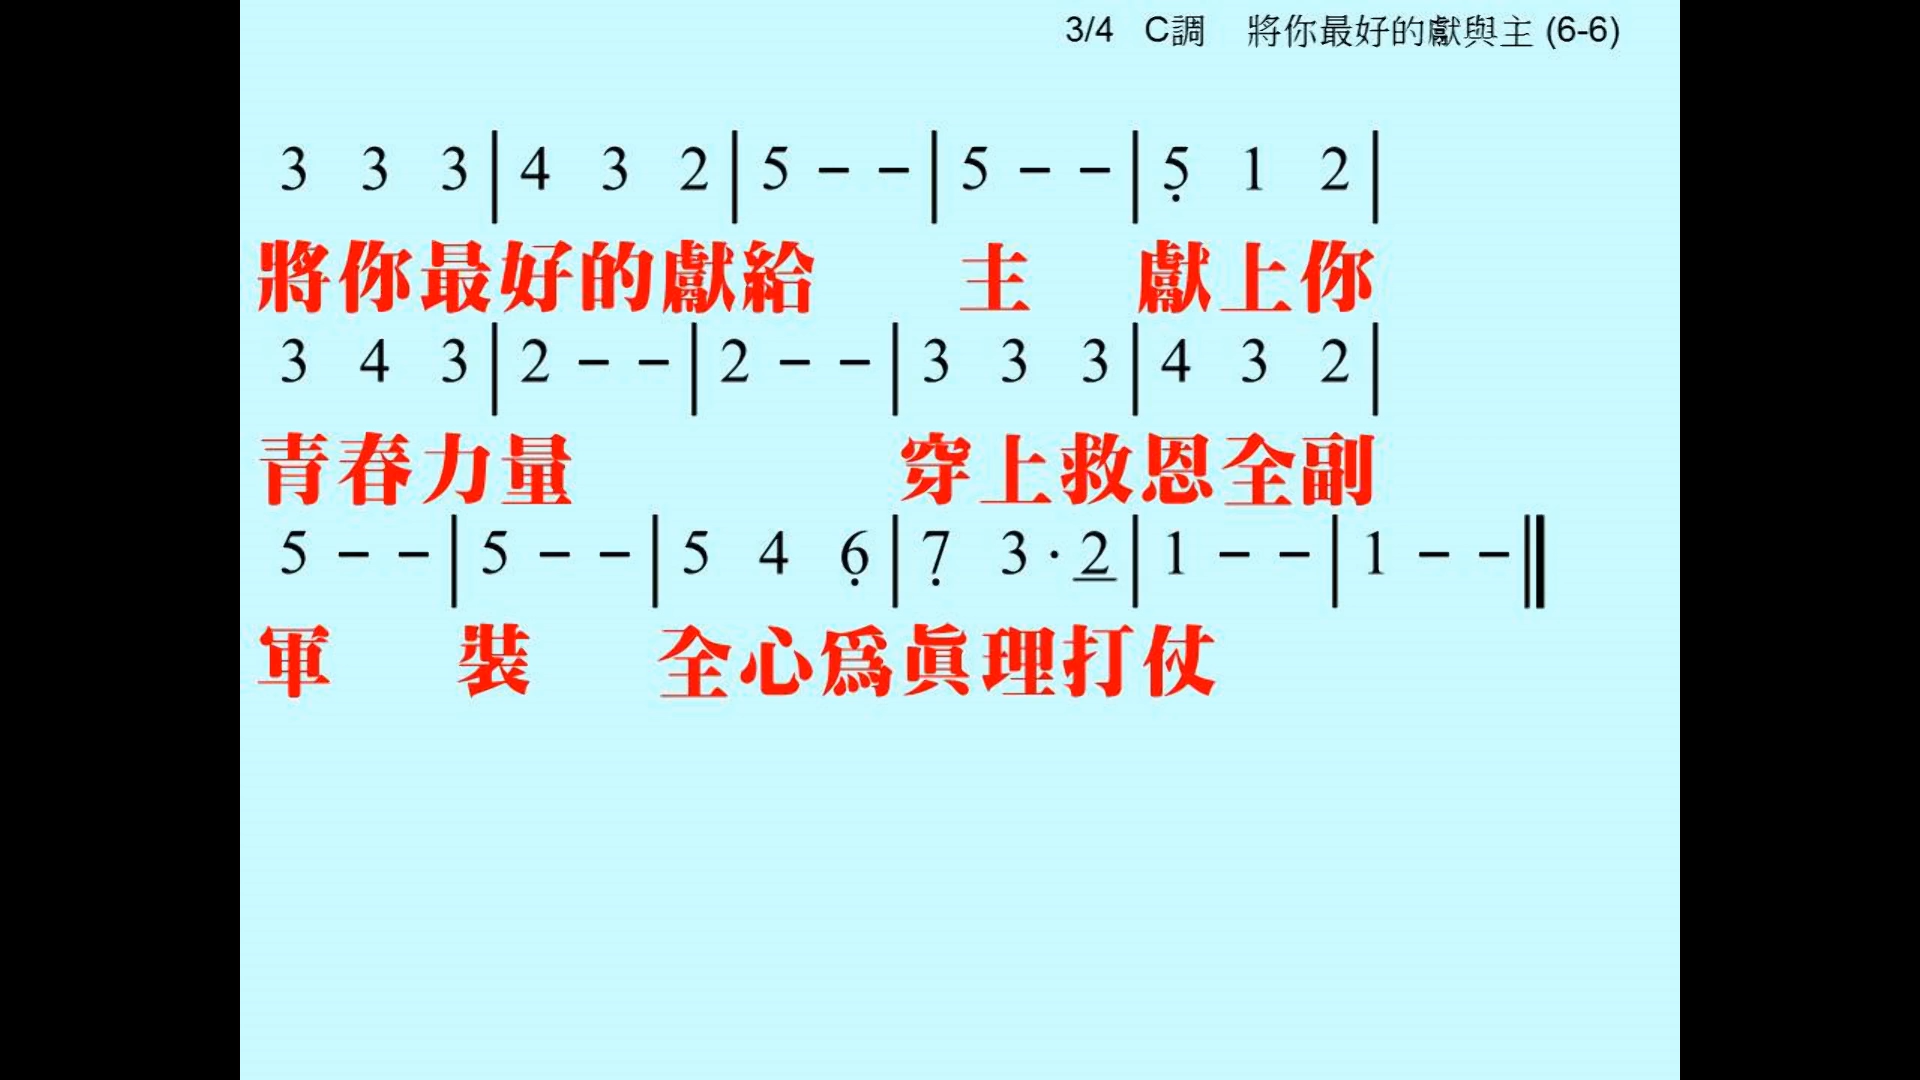 3/4 C調 將你最好的獻與主 (6-6)
3 3 3 | 4 3 2 | 5 – – | 5 – – | 5̣ 1 2 |
將你最好的獻給 主 獻上你
3 4 3 | 2 – – | 2 – – | 3 3 3 | 4 3 2 |
青春力量 穿上救恩全副
5 – – | 5 – – | 5 4 6̣ | 7̣ 3 · 2̲ | 1 – – | 1 – – ‖
軍 裝 全心爲眞理打仗